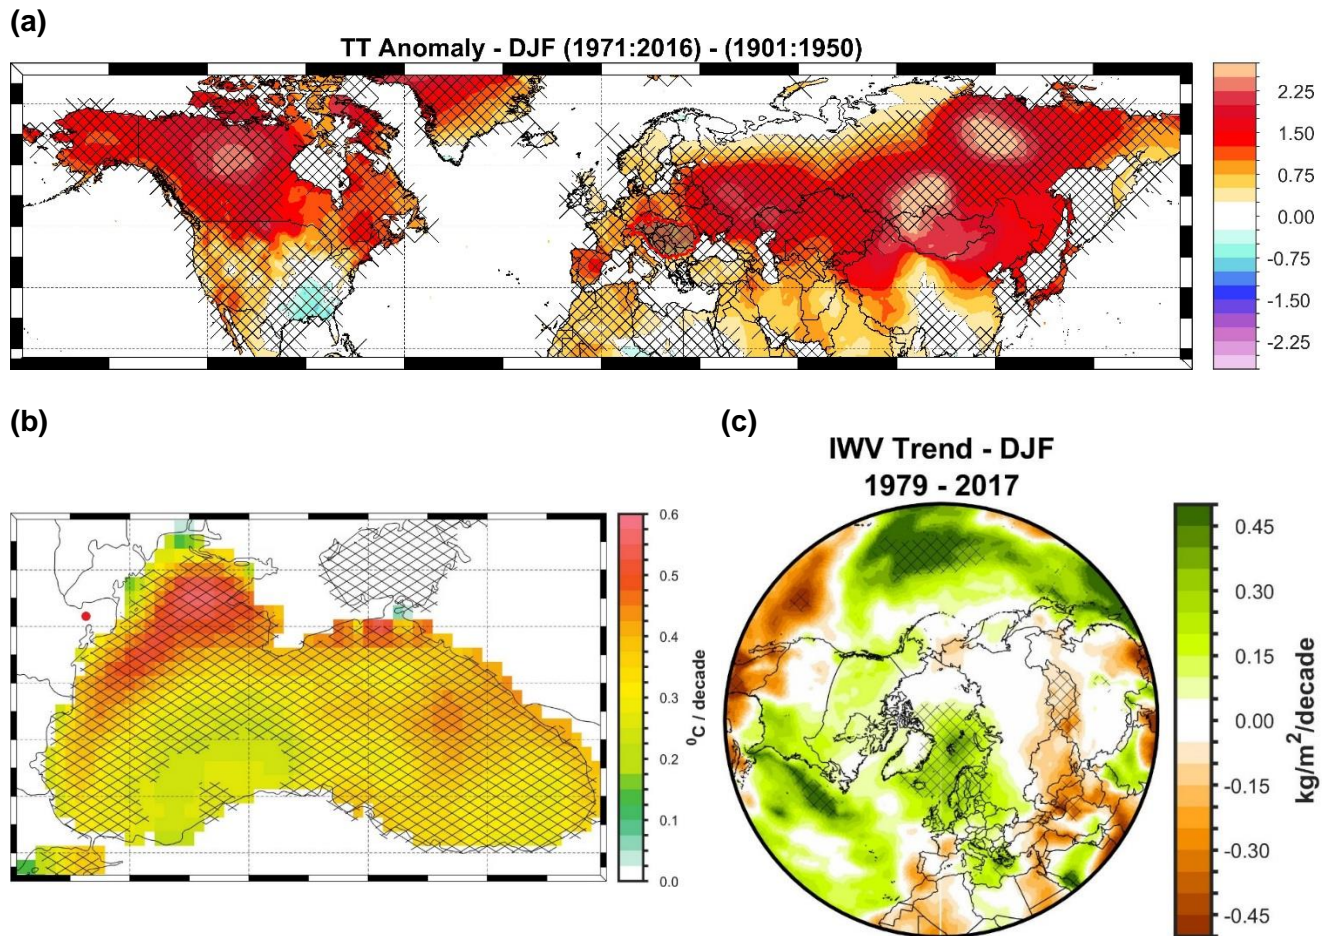 (a)
TT Anomaly - DJF (1971:2016) - (1901:1950)
2.25
1.50
0.75
0.00
-0.75
-1.50
-2.25
(b)
(c)
IWV Trend - DJF
1979 - 2017
0.6
0.5
0.4
0.3
0.2
0.1
0.0
⁰C / decade
0.45
0.30
0.15
0.00
-0.15
-0.30
-0.45
kg/m²/decade